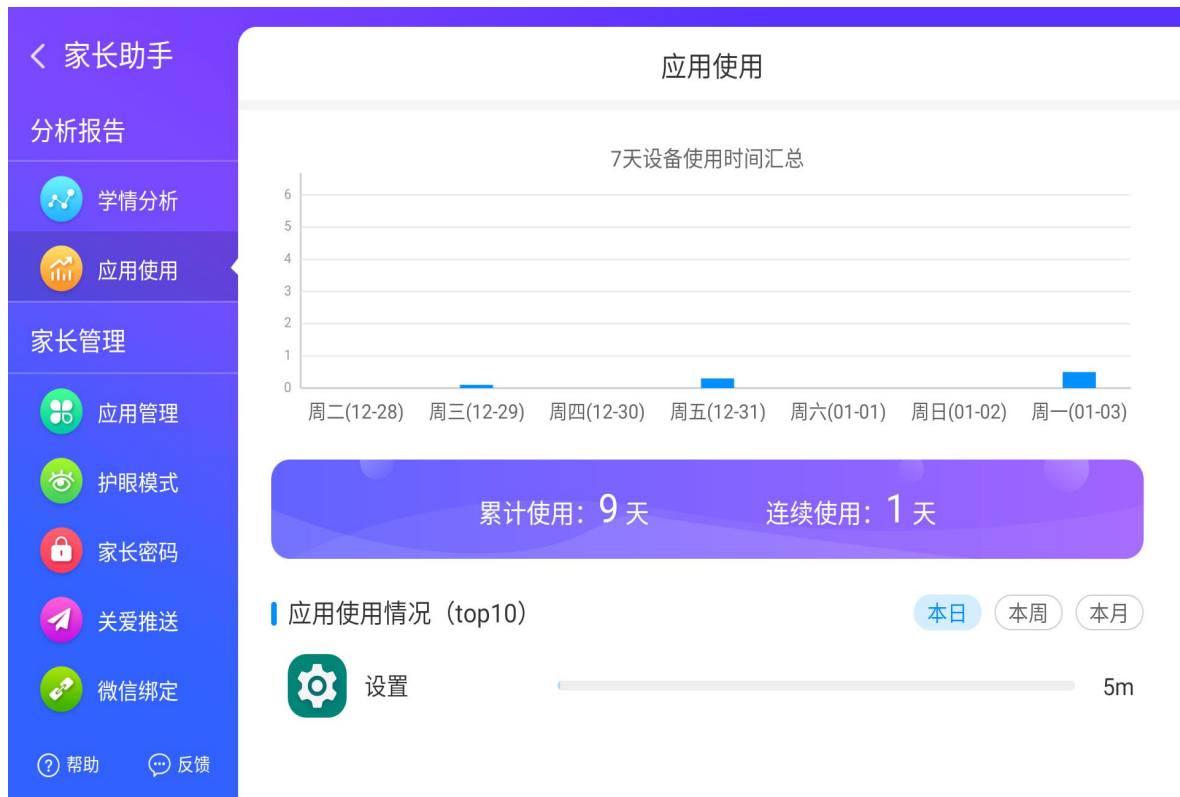 家长助手
分析报告
学情分析
应用使用
家长管理
应用管理
护眼模式
家长密码
关爱推送
微信绑定
帮助
反馈
应用使用
7天设备使用时间汇总
6
5
4
3
2
1
0
周二(12-28) 周三(12-29) 周四(12-30) 周五(12-31) 周六(01-01) 周日(01-02) 周一(01-03)
累计使用：9 天 连续使用：1 天
应用使用情况（top10） 本日 本周 本月
设置 5m